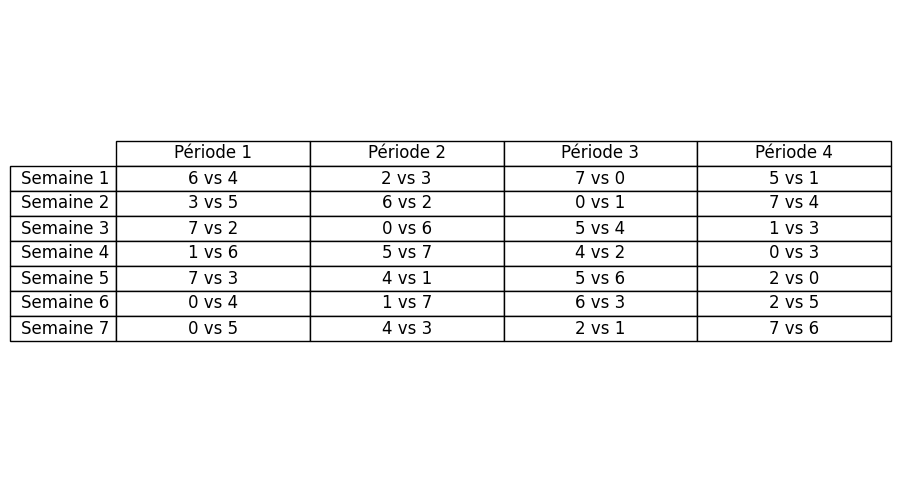 Période 1 Période 2 Période 3 Période 4
Semaine 1 6 vs 4 2 vs 3 7 vs 0 5 vs 1
Semaine 2 3 vs 5 6 vs 2 0 vs 1 7 vs 4
Semaine 3 7 vs 2 0 vs 6 5 vs 4 1 vs 3
Semaine 4 1 vs 6 5 vs 7 4 vs 2 0 vs 3
Semaine 5 7 vs 3 4 vs 1 5 vs 6 2 vs 0
Semaine 6 0 vs 4 1 vs 7 6 vs 3 2 vs 5
Semaine 7 0 vs 5 4 vs 3 2 vs 1 7 vs 6